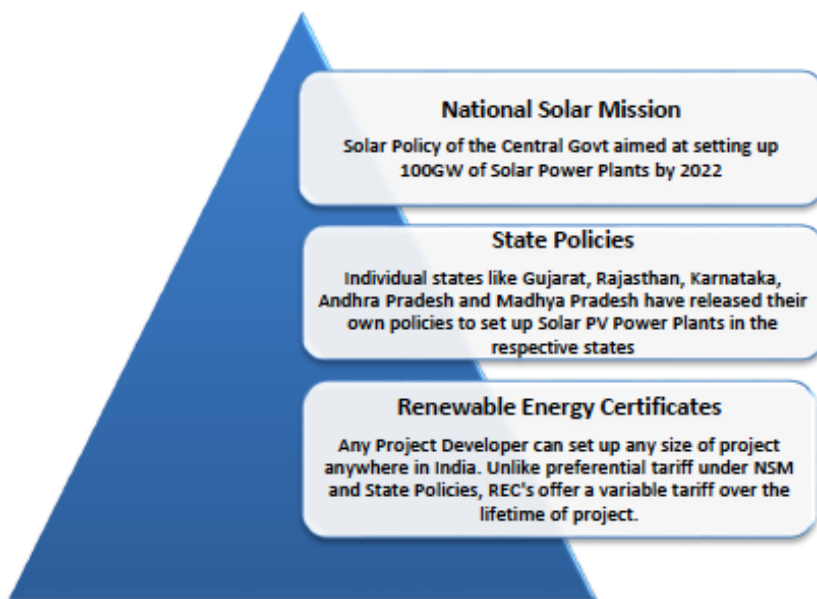 National Solar Mission
Solar Policy of the Central Govt aimed at setting up
100GW of Solar Power Plants by 2022
State Policies
Individual states like Gujarat, Rajasthan, Karnataka,
Andhra Pradesh and Madhya Pradesh have released their
own policies to set up Solar PV Power Plants in the
respective states
Renewable Energy Certificates
Any Project Developer can set up any size of project
anywhere in India. Unlike preferential tariff under NSM
and State Policies, REC's offer a variable tariff over the
lifetime of project.